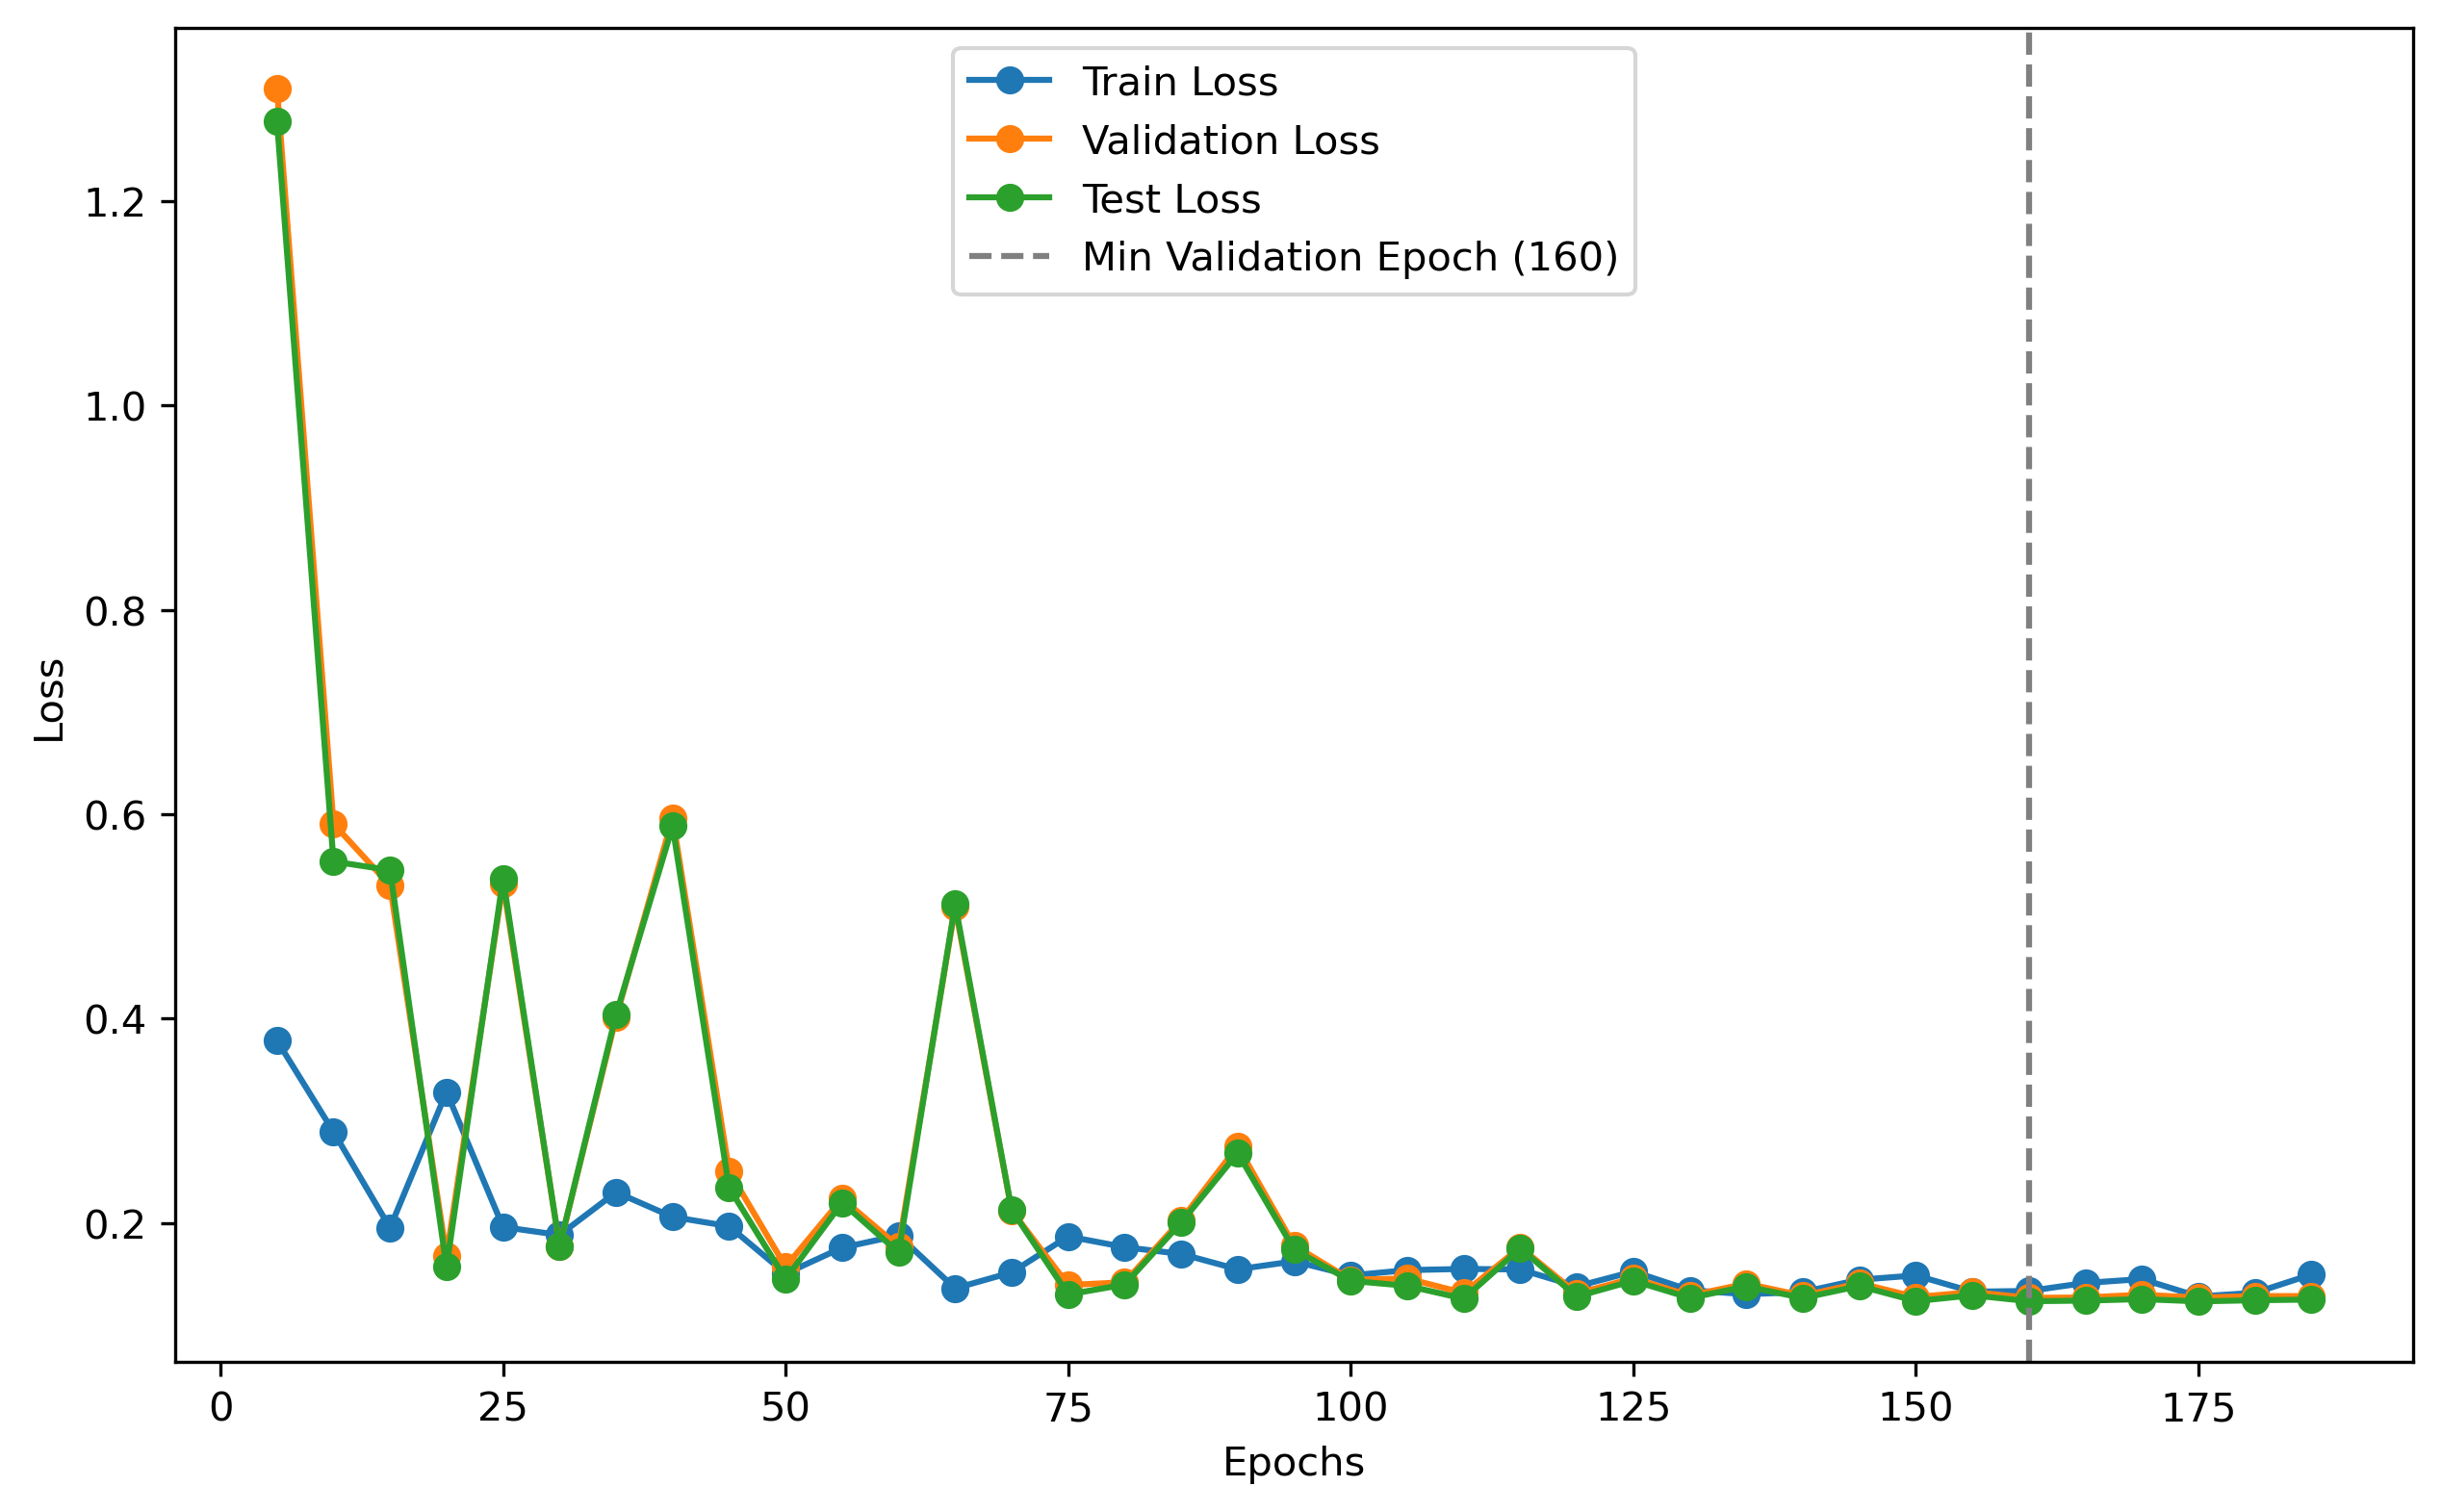 Train Loss
Validation Loss
Test Loss
Min Validation Epoch (160)
1.2
1.0
0.8
0.6
0.4
0.2
Loss
0 25 50 75 100 125 150 175
Epochs